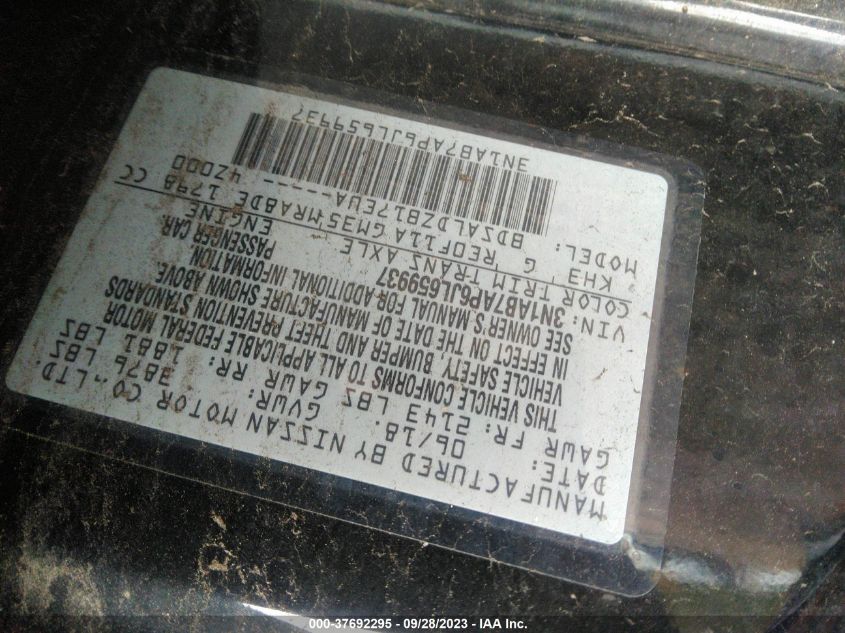 MANUFACTURED BY NISSAN MOTOR CO.,LTD
DATE: GVWR: 3876 LBS
06/18.
GAWR FR: 2143 LBS GAWR RR: 1881 LBS
THIS VEHICLE CONFORMS TO ALL APPLICABLE FEDERAL MOTOR
VEHICLE SAFETY, BUMPER AND THEFT PREVENTION STANDARDS
IN EFFECT ON THE DATE OF MANUFACTURE SHOWN ABOVE.
SEE OWNER'S MANUAL FOR ADDITIONAL INFORMATION.
VIN: 3N1AB7AP6JL659937 PASSENGER CAR.
COLOR TRIM TRANS AXLE ENGINE
KH3 G RE0F11A GM35 MRA8DE 1798 CC
MODEL: BDSALDZB17EUA----- 4Z000
3N1AB7AP6JL659937
000-37692295 - 09/28/2023 - IAA Inc.